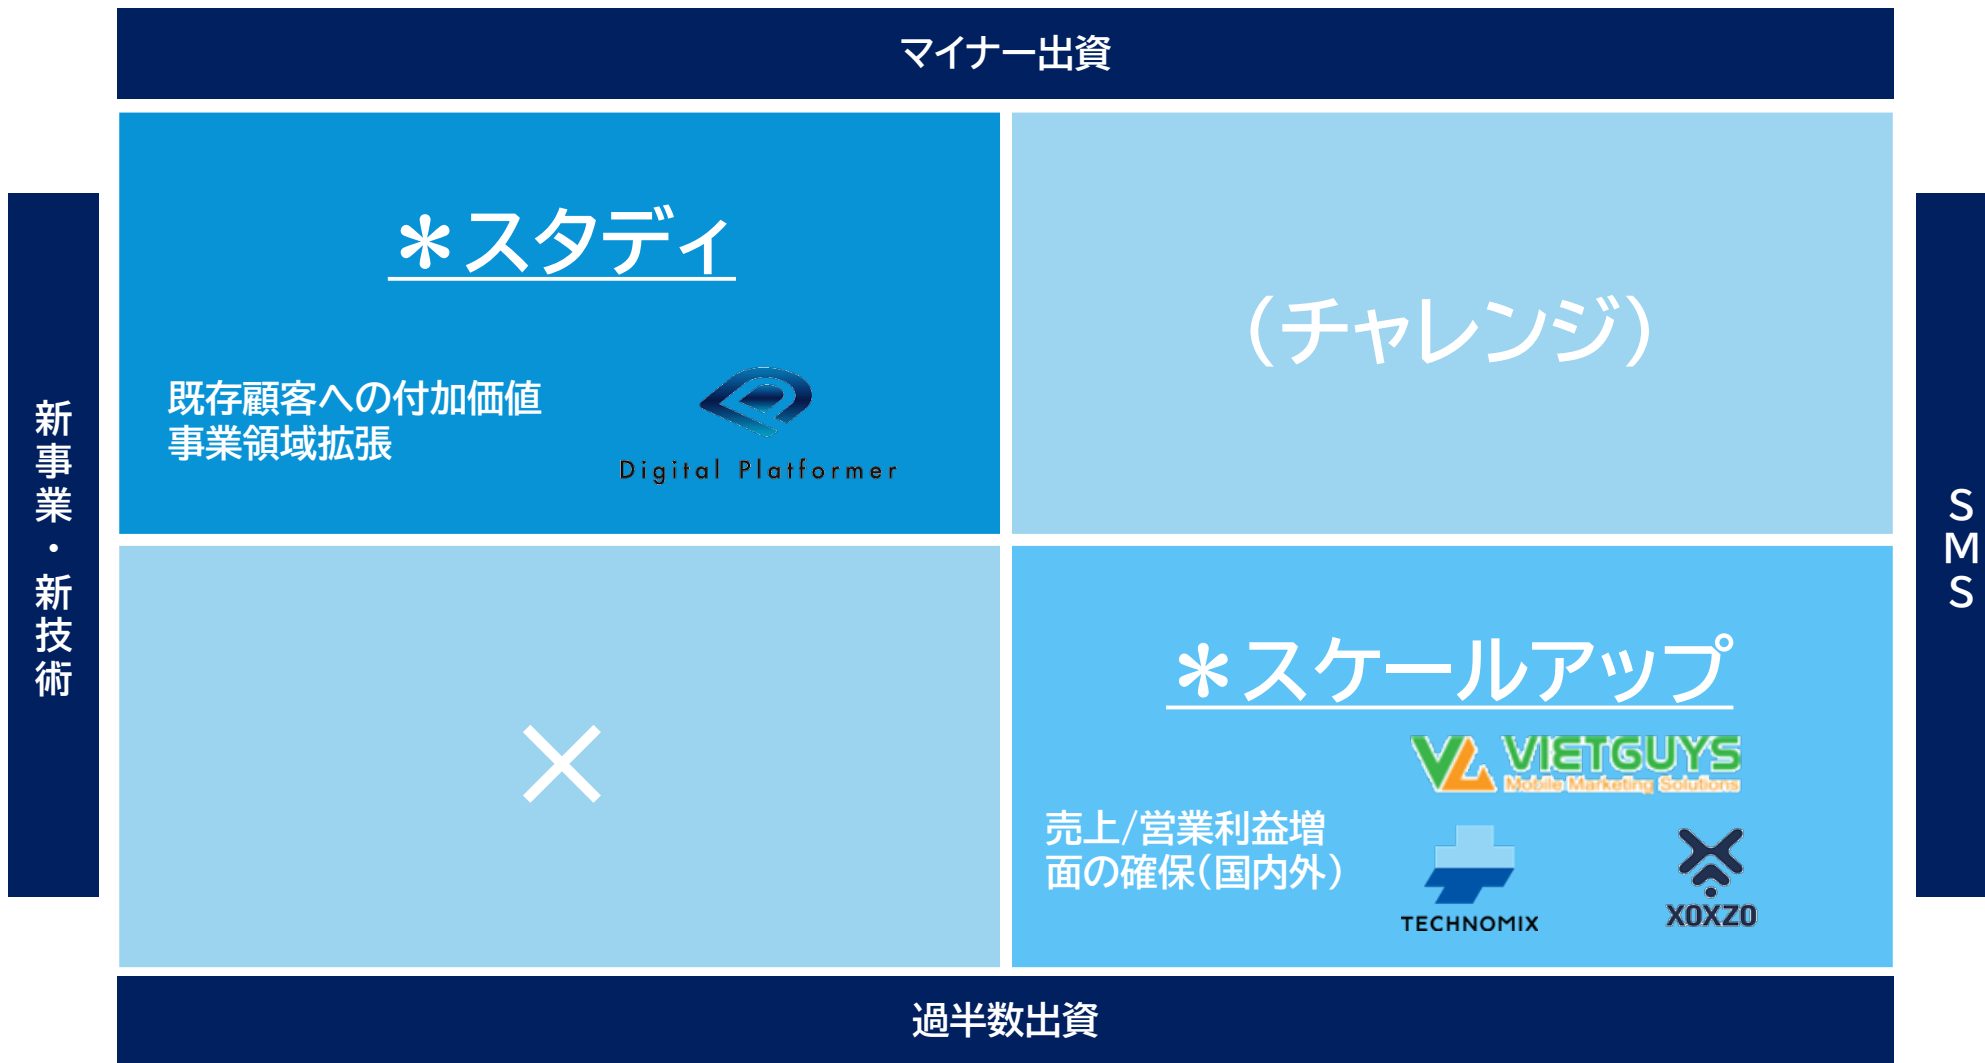 マイナー出資
＊スタディ
既存顧客への付加価値
事業領域拡張
Digital Platformer
(チャレンジ)
新事業・新技術
SMS
×
＊スケールアップ
VIETGUYS
Mobile Marketing Solutions
売上/営業利益増
面の確保(国内外)
TECHNOMIX
XOXZO
過半数出資